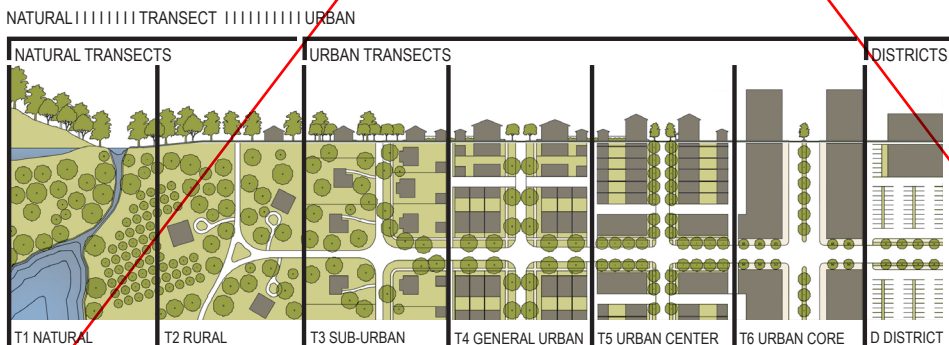 NATURAL I I I I I I I I TRANSECT I I I I I I I I I I URBAN
NATURAL TRANSECTS
URBAN TRANSECTS
DISTRICTS
T1 NATURAL
T2 RURAL
T3 SUB-URBAN
T4 GENERAL URBAN
T5 URBAN CENTER
T6 URBAN CORE
D DISTRICT